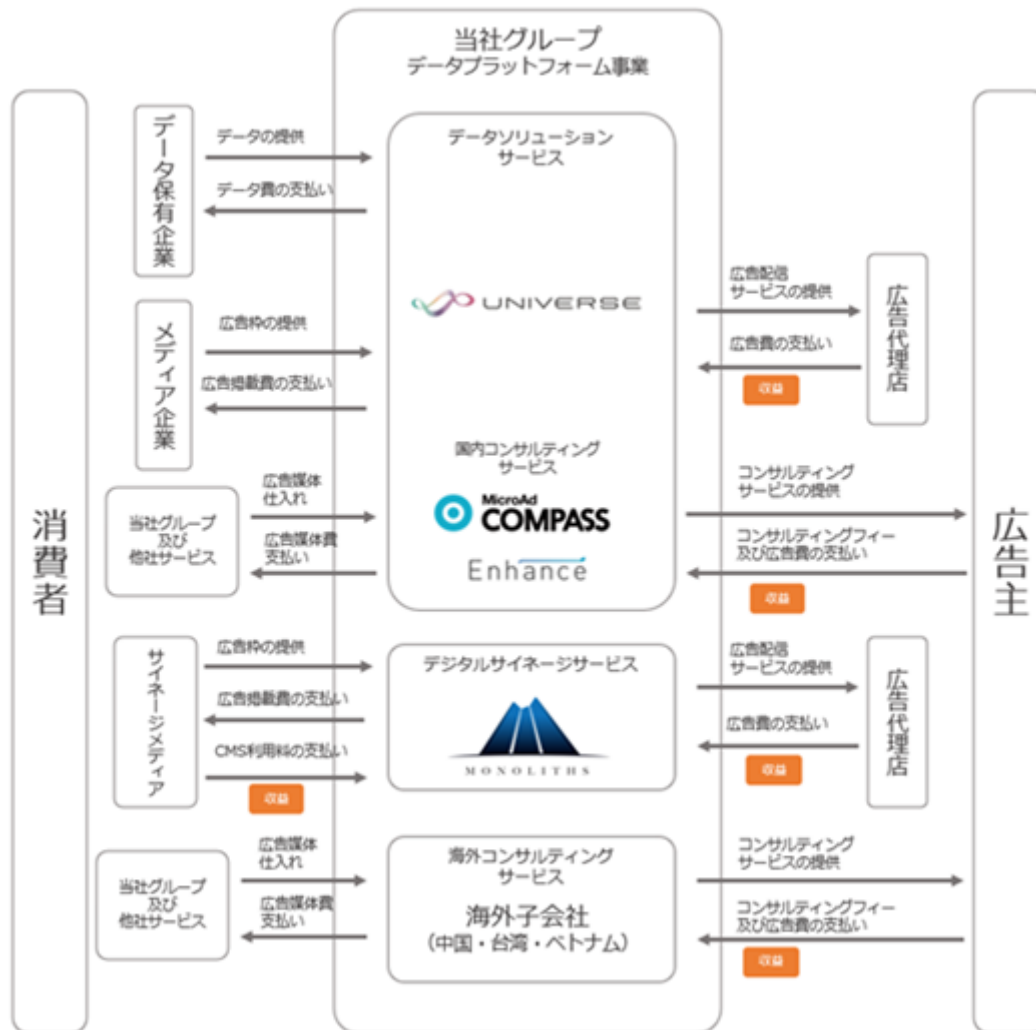 当社グループ
データプラットフォーム事業
消費者
データ保有企業
データの提供
データ費の支払い
データソリューション
サービス
UNIVERSE
メディア企業
広告枠の提供
広告掲載費の支払い
広告配信
サービスの提供
広告費の支払い
収益
広告代理店
当社グループ
及び
他社サービス
広告媒体
仕入れ
広告媒体費
支払い
国内コンサルティング
サービス
MicroAd
COMPASS
Enhance
コンサルティング
サービスの提供
コンサルティングフィー
及び広告費の支払い
収益
広告主
サイネージメディア
広告枠の提供
広告掲載費の支払い
CMS利用料の支払い
収益
デジタルサイネージサービス
MONOLITHS
広告配信
サービスの提供
広告費の支払い
収益
広告代理店
当社グループ
及び
他社サービス
広告媒体
仕入れ
広告媒体費
支払い
海外コンサルティング
サービス
海外子会社
（中国・台湾・ベトナム）
コンサルティング
サービスの提供
コンサルティングフィー
及び広告費の支払い
収益